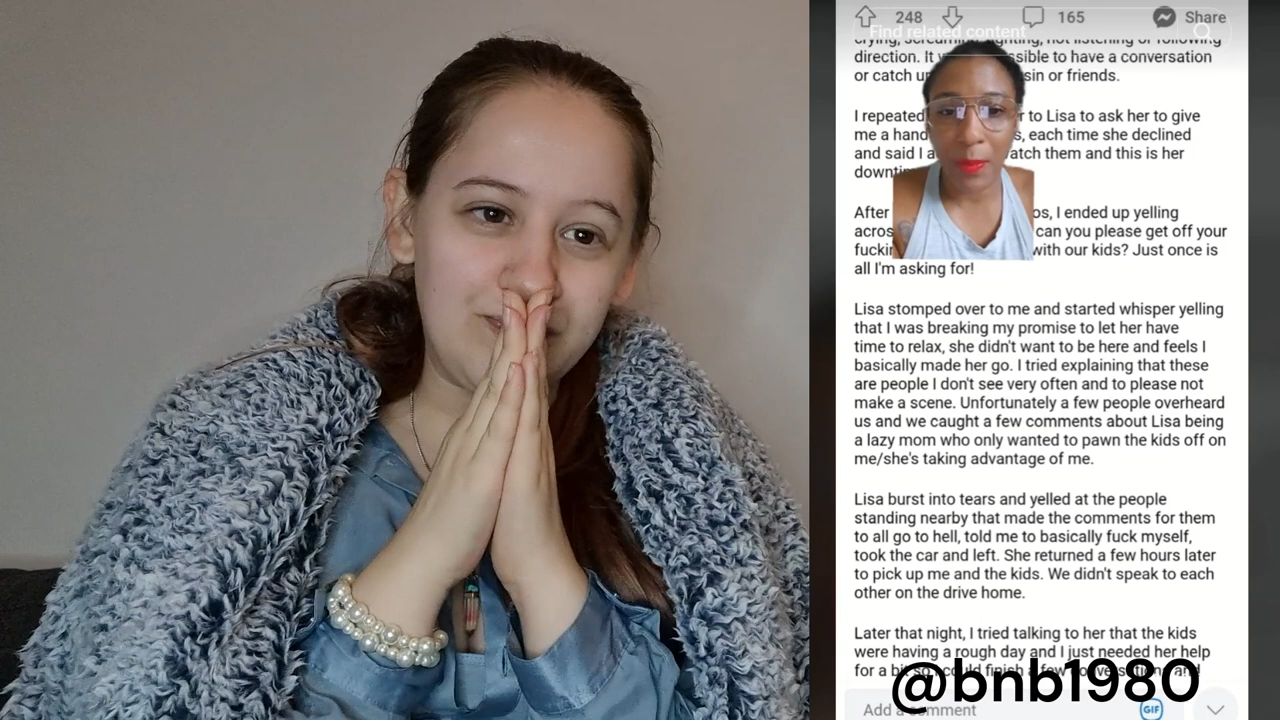 248 165 Share
Find related content
crying, screaming, fighting, not listening or following
direction. It ssible to have a conversation
or catch u sin or friends.
I repeated r to Lisa to ask her to give
me a hand s, each time she declined
and said I a atch them and this is her
downti
After os, I ended up yelling
acros can you please get off your
fuckin with our kids? Just once is
all I'm asking for!
Lisa stomped over to me and started whisper yelling
that I was breaking my promise to let her have
time to relax, she didn't want to be here and feels I
basically made her go. I tried explaining that these
are people I don't see very often and to please not
make a scene. Unfortunately a few people overheard
us and we caught a few comments about Lisa being
a lazy mom who only wanted to pawn the kids off on
me/she's taking advantage of me.
Lisa burst into tears and yelled at the people
standing nearby that made the comments for them
to all go to hell, told me to basically fuck myself,
took the car and left. She returned a few hours later
to pick up me and the kids. We didn't speak to each
other on the drive home.
Later that night, I tried talking to her that the kids
were having a rough day and I just needed her help
for a bit so I could finish a few conversations and
@bnb1980
Add a comment
GIF